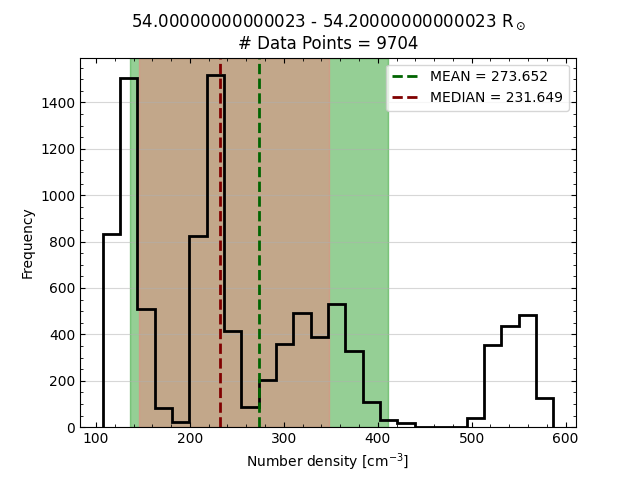 54.00000000000023 - 54.20000000000023 R⊙
# Data Points = 9704
MEAN = 273.652
MEDIAN = 231.649
1400
1200
1000
800
600
400
200
0
Frequency
100 200 300 400 500 600
Number density [cm⁻³]